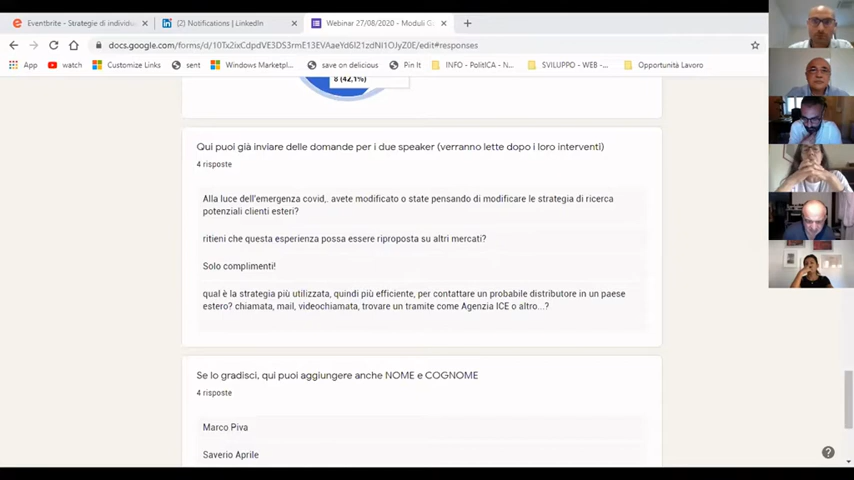 Eventbrite - Strategie di individua
(2) Notifications | LinkedIn
Webinar 27/08/2020 - Moduli G
docs.google.com/forms/d/10Tx2ixCdpdVE3DS3rmE13EVAaeYd6I21zdNI1OJyZ0E/edit#responses
App watch Customize Links sent Windows Marketpl... save on delicious Pin It INFO - PolitICA - N... SVILUPPO - WEB -... Opportunità Lavoro
8 (42,1%)
Qui puoi già inviare delle domande per i due speaker (verranno lette dopo i loro interventi)
4 risposte
Alla luce dell'emergenza covid,. avete modificato o state pensando di modificare le strategia di ricerca
potenziali clienti esteri?
ritieni che questa esperienza possa essere riproposta su altri mercati?
Solo complimenti!
qual è la strategia più utilizzata, quindi più efficiente, per contattare un probabile distributore in un paese
estero? chiamata, mail, videochiamata, trovare un tramite come Agenzia ICE o altro...?
Se lo gradisci, qui puoi aggiungere anche NOME e COGNOME
4 risposte
Marco Piva
Saverio Aprile